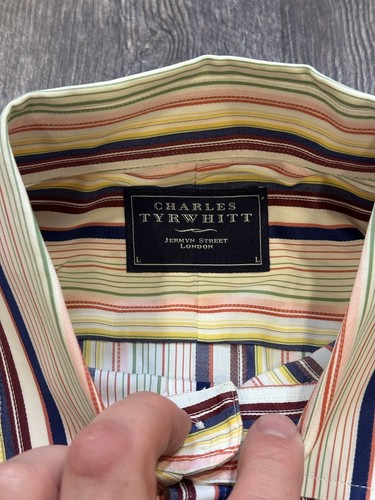 CHARLES
TYRWHITT
JERMYN STREET
LONDON
L L